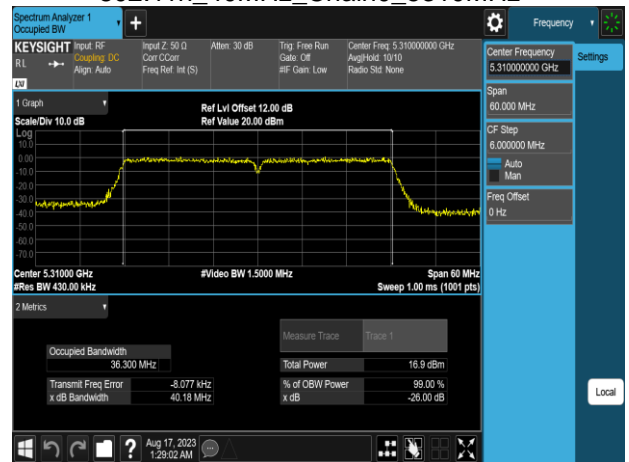 Spectrum Analyzer 1
Occupied BW
Frequency
KEYSIGHT
RL
Input: RF
Coupling: DC
Align: Auto
Input Z: 50 Ω
Corr CCorr
Freq Ref: Int (S)
Atten: 30 dB
Trig: Free Run
Gate: Off
#IF Gain: Low
Center Freq: 5.310000000 GHz
Avg|Hold: 10/10
Radio Std: None
Center Frequency
5.310000000 GHz
Settings
Span
60.000 MHz
CF Step
6.000000 MHz
Auto
Man
Freq Offset
0 Hz
1 Graph
Scale/Div 10.0 dB
Ref Lvl Offset 12.00 dB
Ref Value 20.00 dBm
Log
10.0
0.00
-10.0
-20.0
-30.0
-40.0
-50.0
-60.0
-70.0
Center 5.31000 GHz
#Video BW 1.5000 MHz
Span 60 MHz
#Res BW 430.00 kHz
Sweep 1.00 ms (1001 pts)
2 Metrics
Measure Trace
Trace 1
Occupied Bandwidth
36.300 MHz
Total Power
16.9 dBm
Transmit Freq Error
-8.077 kHz
% of OBW Power
99.00 %
x dB Bandwidth
40.18 MHz
x dB
-26.00 dB
Local
Aug 17, 2023
1:29:02 AM